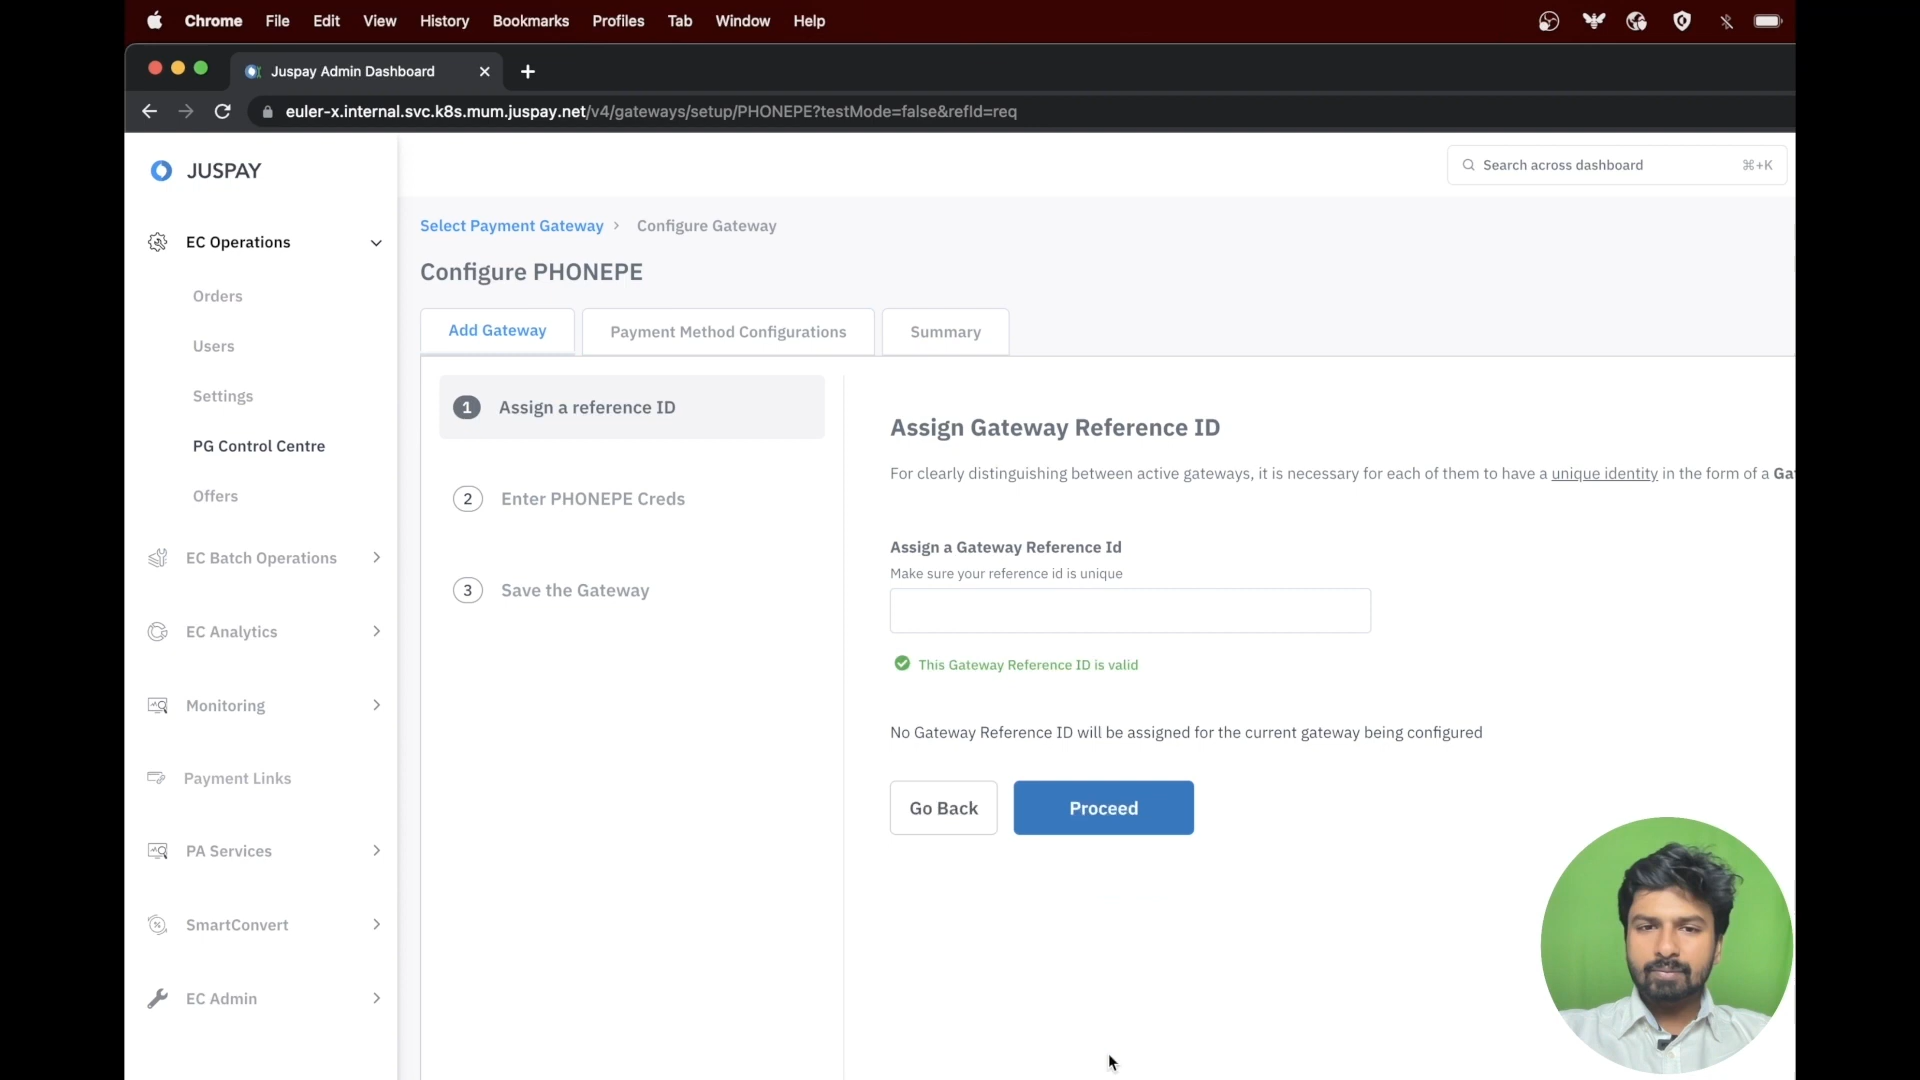 Chrome File Edit View History Bookmarks Profiles Tab Window Help
Juspay Admin Dashboard
euler-x.internal.svc.k8s.mum.juspay.net/v4/gateways/setup/PHONEPE?testMode=false&refId=req
JUSPAY
Search across dashboard ⌘+K
EC Operations
Orders
Users
Settings
PG Control Centre
Offers
EC Batch Operations
EC Analytics
Monitoring
Payment Links
PA Services
SmartConvert
EC Admin
Select Payment Gateway > Configure Gateway
Configure PHONEPE
Add Gateway
Payment Method Configurations
Summary
1 Assign a reference ID
2 Enter PHONEPE Creds
3 Save the Gateway
Assign Gateway Reference ID
For clearly distinguishing between active gateways, it is necessary for each of them to have a unique identity in the form of a
Assign a Gateway Reference Id
Make sure your reference id is unique
This Gateway Reference ID is valid
No Gateway Reference ID will be assigned for the current gateway being configured
Go Back
Proceed